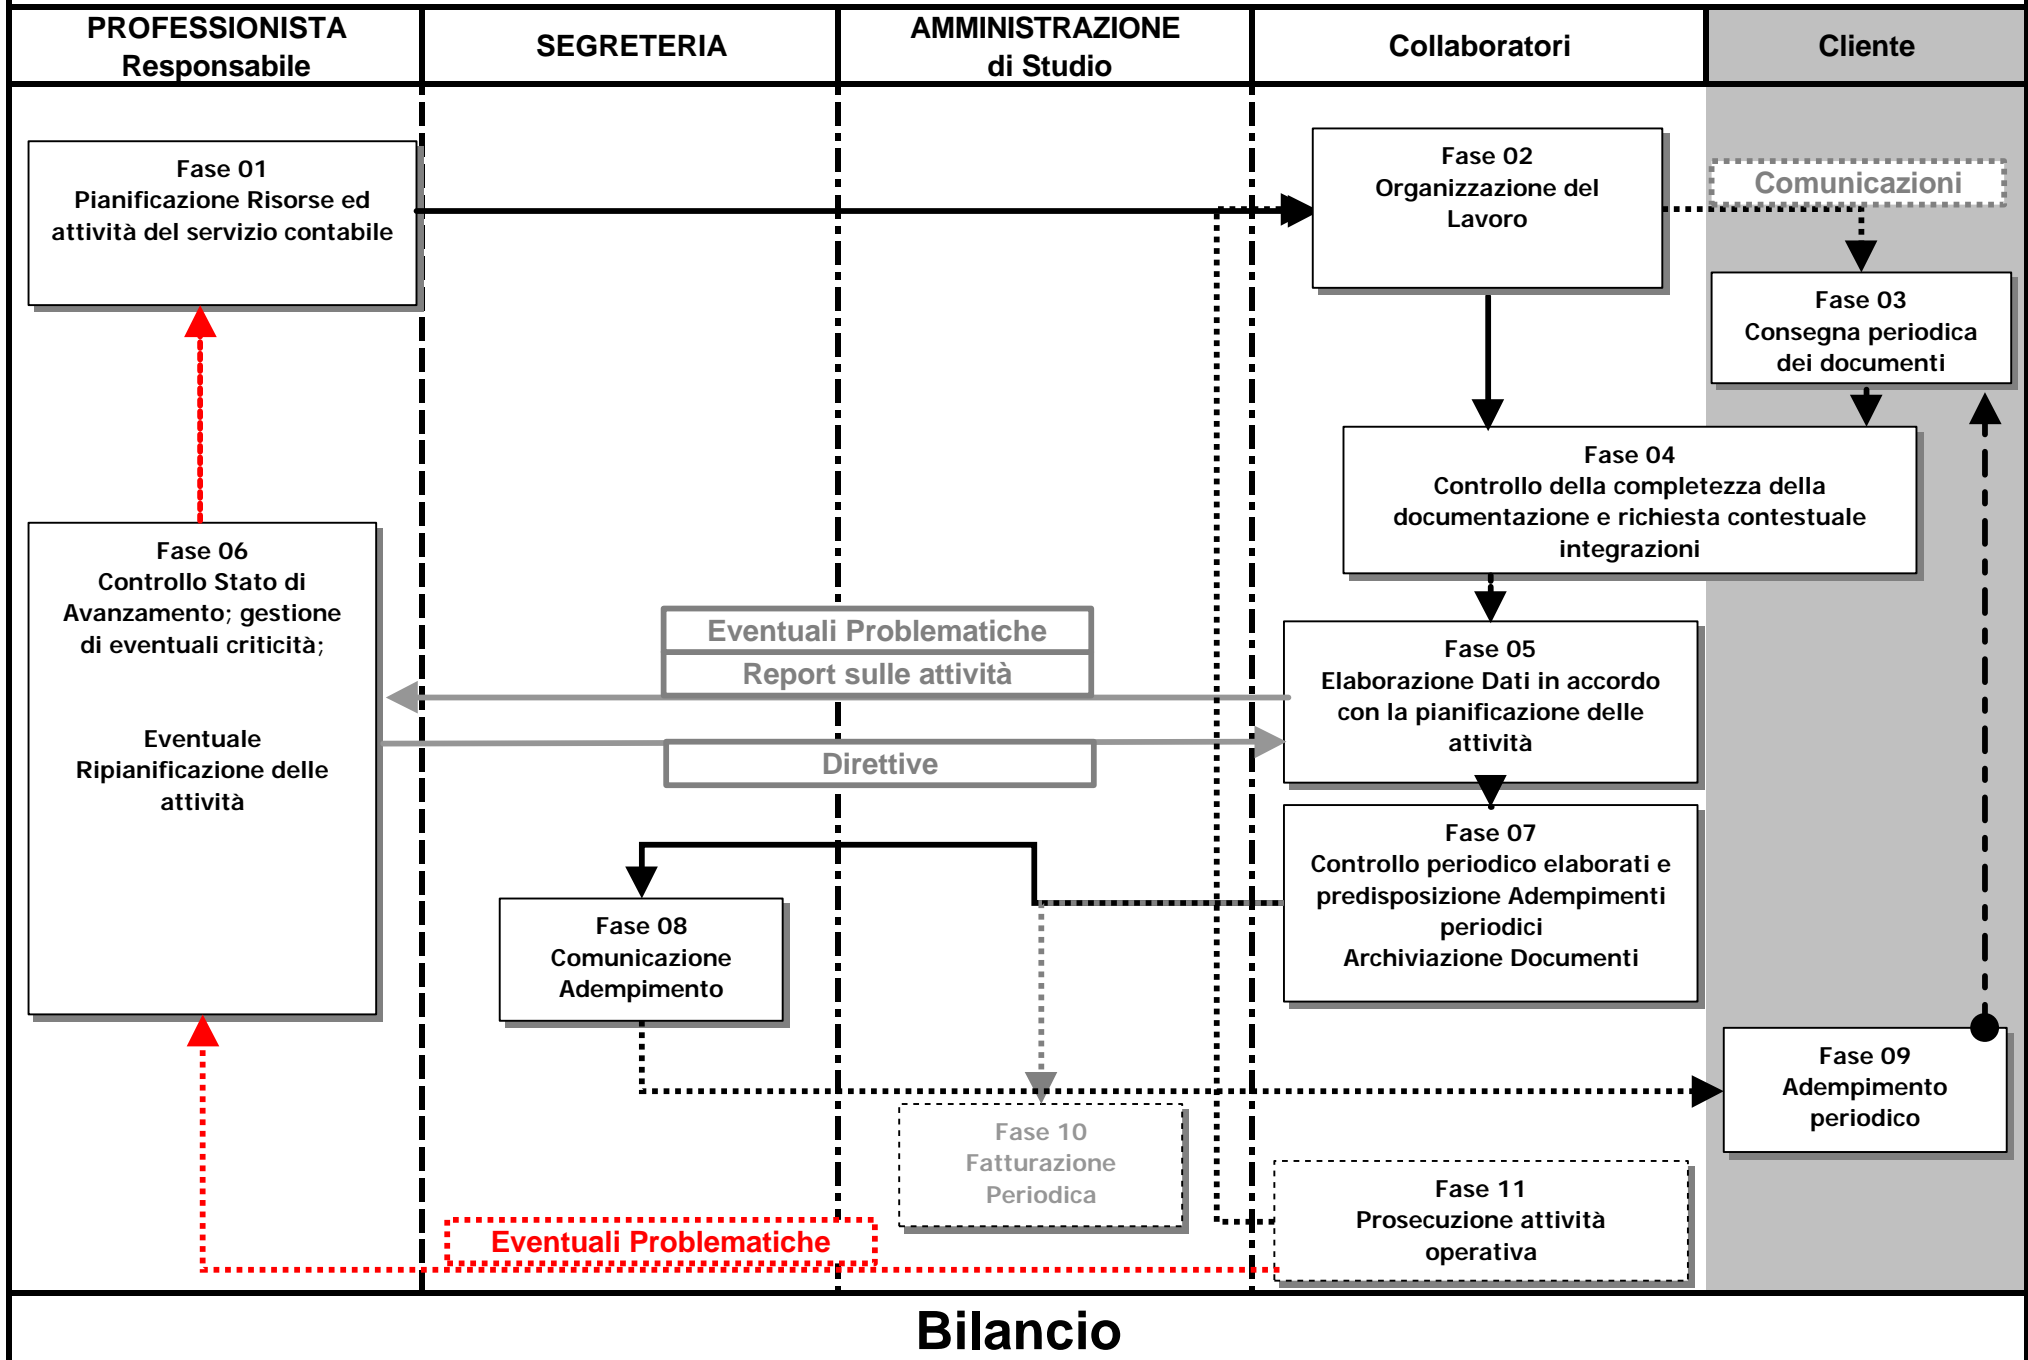 PROFESSIONISTA
Responsabile
SEGRETERIA
AMMINISTRAZIONE
di Studio
Collaboratori
Cliente
Fase 01
Pianificazione Risorse ed
attività del servizio contabile
Fase 02
Organizzazione del
Lavoro
Comunicazioni
Fase 03
Consegna periodica
dei documenti
Fase 04
Controllo della completezza della
documentazione e richiesta contestuale
integrazioni
Fase 06
Controllo Stato di
Avanzamento; gestione
di eventuali criticità;
Eventuale
Ripianificazione delle
attività
Eventuali Problematiche
Report sulle attività
Direttive
Fase 05
Elaborazione Dati in accordo
con la pianificazione delle
attività
Fase 07
Controllo periodico elaborati e
predisposizione Adempimenti
periodici
Archiviazione Documenti
Fase 08
Comunicazione
Adempimento
Fase 09
Adempimento
periodico
Fase 10
Fatturazione
Periodica
Fase 11
Prosecuzione attività
operativa
Eventuali Problematiche
Bilancio